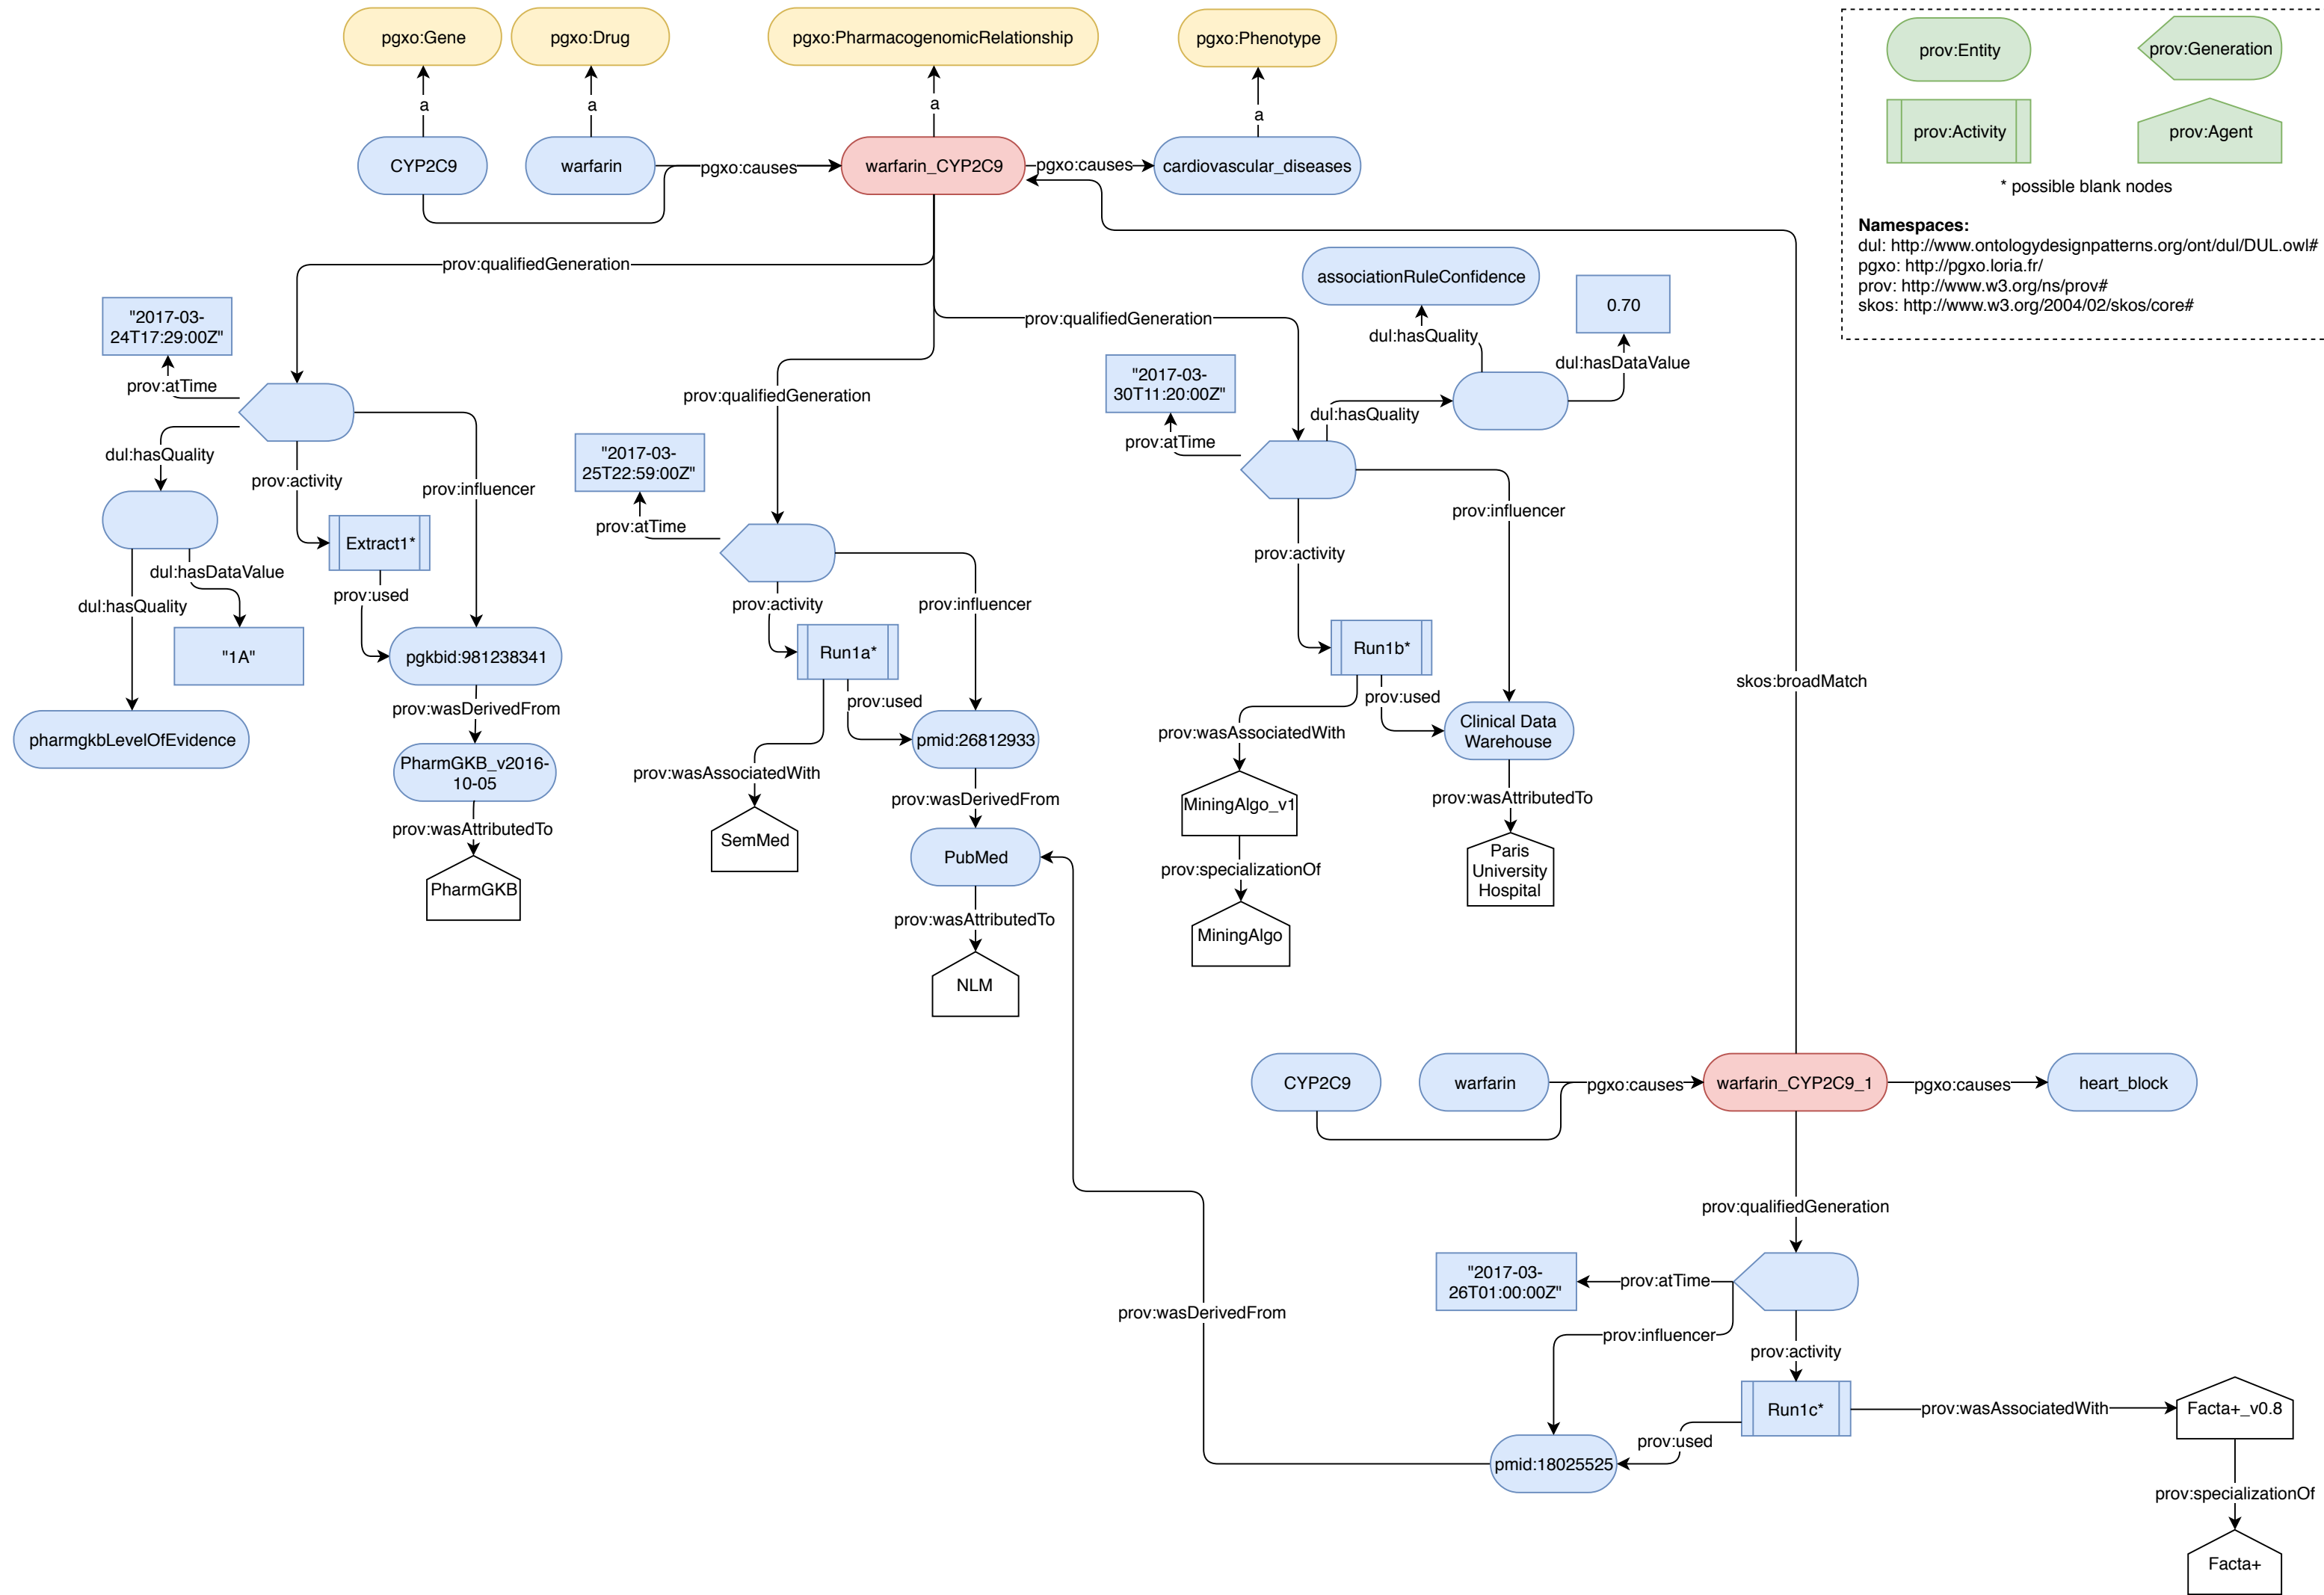 pgxo:Gene
pgxo:Drug
pgxo:PharmacogenomicRelationship
pgxo:Phenotype
prov:Entity
prov:Generation
prov:Activity
prov:Agent
* possible blank nodes
Namespaces:
dul: http://www.ontologydesignpatterns.org/ont/dul/DUL.owl#
pgxo: http://pgxo.loria.fr/
prov: http://www.w3.org/ns/prov#
skos: http://www.w3.org/2004/02/skos/core#
a
a
a
a
CYP2C9
warfarin
pgxo:causes
warfarin_CYP2C9
pgxo:causes
cardiovascular_diseases
prov:qualifiedGeneration
"2017-03-
24T17:29:00Z"
prov:atTime
dul:hasQuality
prov:activity
prov:influencer
Extract1*
dul:hasDataValue
prov:used
dul:hasQuality
"1A"
pgkbid:981238341
prov:wasDerivedFrom
pharmgkbLevelOfEvidence
PharmGKB_v2016-
10-05
prov:wasAttributedTo
PharmGKB
prov:qualifiedGeneration
"2017-03-
25T22:59:00Z"
prov:atTime
prov:activity
prov:influencer
Run1a*
prov:used
pmid:26812933
prov:wasAssociatedWith
prov:wasDerivedFrom
SemMed
PubMed
prov:wasAttributedTo
NLM
prov:qualifiedGeneration
associationRuleConfidence
0.70
dul:hasQuality
dul:hasDataValue
"2017-03-
30T11:20:00Z"
dul:hasQuality
prov:atTime
prov:influencer
prov:activity
Run1b*
prov:used
Clinical Data
Warehouse
prov:wasAssociatedWith
prov:wasAttributedTo
MiningAlgo_v1
prov:specializationOf
Paris
University
Hospital
MiningAlgo
skos:broadMatch
CYP2C9
warfarin
pgxo:causes
warfarin_CYP2C9_1
pgxo:causes
heart_block
prov:qualifiedGeneration
"2017-03-
26T01:00:00Z"
prov:atTime
prov:wasDerivedFrom
prov:influencer
prov:activity
Run1c*
prov:wasAssociatedWith
Facta+_v0.8
prov:used
pmid:18025525
prov:specializationOf
Facta+